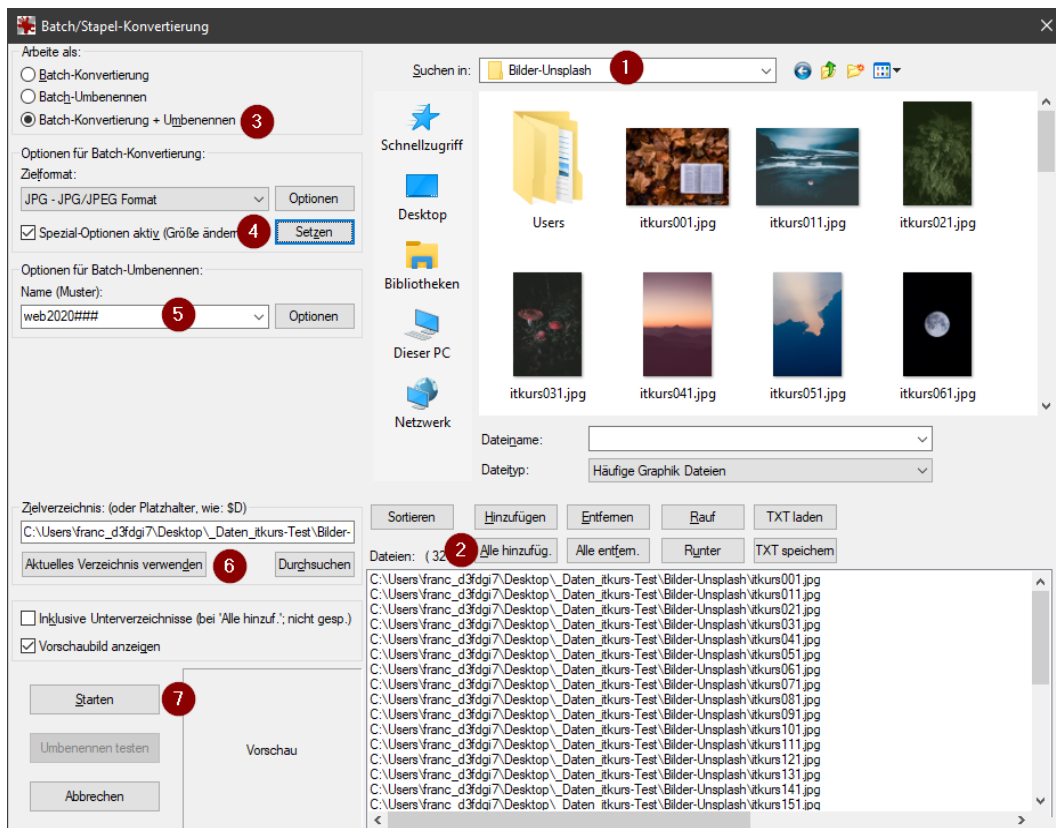 Batch/Stapel-Konvertierung
Arbeite als:
Batch-Konvertierung
Batch-Umbenennen
Batch-Konvertierung + Umbenennen
3
Optionen für Batch-Konvertierung:
Zielformat:
JPG - JPG/JPEG Format
Optionen
Spezial-Optionen aktiv (Größe ändern
4
Setzen
Optionen für Batch-Umbenennen:
Name (Muster):
web2020###
5
Optionen
Zielverzeichnis: (oder Platzhalter, wie: $D)
C:\Users\franc_d3fdgi7\Desktop\_Daten_itkurs-Test\Bilder-
Aktuelles Verzeichnis verwenden
6
Durchsuchen
Inklusive Unterverzeichnisse (bei 'Alle hinzuf.'; nicht gesp.)
Vorschaubild anzeigen
Starten
7
Umbenennen testen
Abbrechen
Vorschau
Suchen in:
Bilder-Unsplash
1
Schnellzugriff
Desktop
Bibliotheken
Dieser PC
Netzwerk
Users
itkurs001.jpg
itkurs011.jpg
itkurs021.jpg
itkurs031.jpg
itkurs041.jpg
itkurs051.jpg
itkurs061.jpg
Dateiname:
Dateityp:
Häufige Graphik Dateien
Sortieren
Hinzufügen
Entfernen
Rauf
TXT laden
Dateien: ( 32
2
Alle hinzufüg.
Alle entfern.
Runter
TXT speichern
C:\Users\franc_d3fdgi7\Desktop\_Daten_itkurs-Test\Bilder-Unsplash\itkurs001.jpg
C:\Users\franc_d3fdgi7\Desktop\_Daten_itkurs-Test\Bilder-Unsplash\itkurs011.jpg
C:\Users\franc_d3fdgi7\Desktop\_Daten_itkurs-Test\Bilder-Unsplash\itkurs021.jpg
C:\Users\franc_d3fdgi7\Desktop\_Daten_itkurs-Test\Bilder-Unsplash\itkurs031.jpg
C:\Users\franc_d3fdgi7\Desktop\_Daten_itkurs-Test\Bilder-Unsplash\itkurs041.jpg
C:\Users\franc_d3fdgi7\Desktop\_Daten_itkurs-Test\Bilder-Unsplash\itkurs051.jpg
C:\Users\franc_d3fdgi7\Desktop\_Daten_itkurs-Test\Bilder-Unsplash\itkurs061.jpg
C:\Users\franc_d3fdgi7\Desktop\_Daten_itkurs-Test\Bilder-Unsplash\itkurs071.jpg
C:\Users\franc_d3fdgi7\Desktop\_Daten_itkurs-Test\Bilder-Unsplash\itkurs081.jpg
C:\Users\franc_d3fdgi7\Desktop\_Daten_itkurs-Test\Bilder-Unsplash\itkurs091.jpg
C:\Users\franc_d3fdgi7\Desktop\_Daten_itkurs-Test\Bilder-Unsplash\itkurs101.jpg
C:\Users\franc_d3fdgi7\Desktop\_Daten_itkurs-Test\Bilder-Unsplash\itkurs111.jpg
C:\Users\franc_d3fdgi7\Desktop\_Daten_itkurs-Test\Bilder-Unsplash\itkurs121.jpg
C:\Users\franc_d3fdgi7\Desktop\_Daten_itkurs-Test\Bilder-Unsplash\itkurs131.jpg
C:\Users\franc_d3fdgi7\Desktop\_Daten_itkurs-Test\Bilder-Unsplash\itkurs141.jpg
C:\Users\franc_d3fdgi7\Desktop\_Daten_itkurs-Test\Bilder-Unsplash\itkurs151.jpg